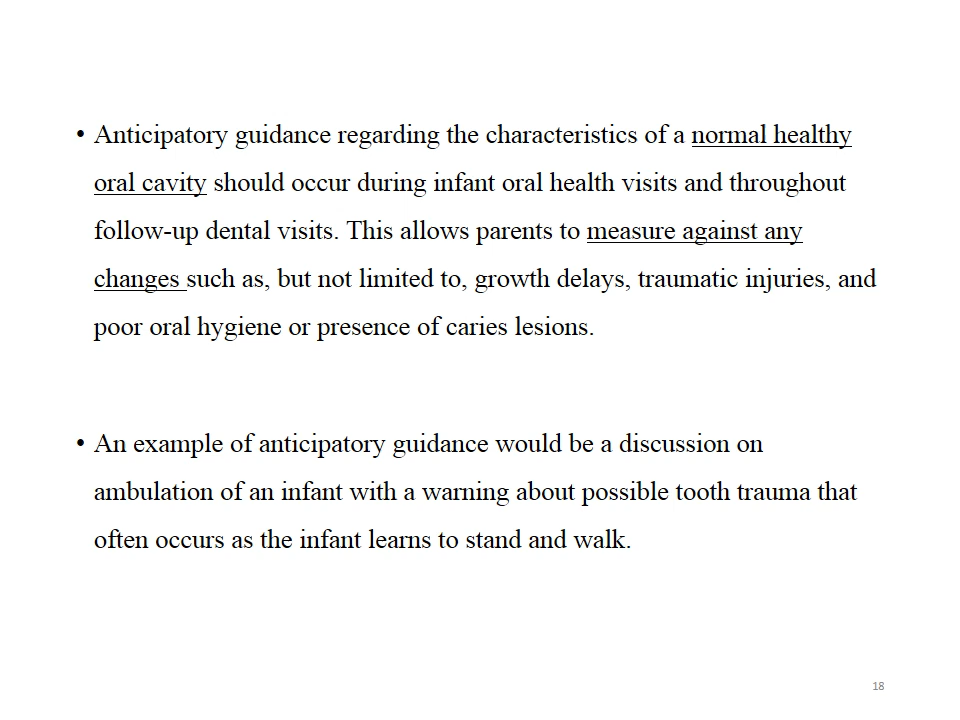 • Anticipatory guidance regarding the characteristics of a normal healthy
oral cavity should occur during infant oral health visits and throughout
follow-up dental visits. This allows parents to measure against any
changes such as, but not limited to, growth delays, traumatic injuries, and
poor oral hygiene or presence of caries lesions.
• An example of anticipatory guidance would be a discussion on
ambulation of an infant with a warning about possible tooth trauma that
often occurs as the infant learns to stand and walk.
18